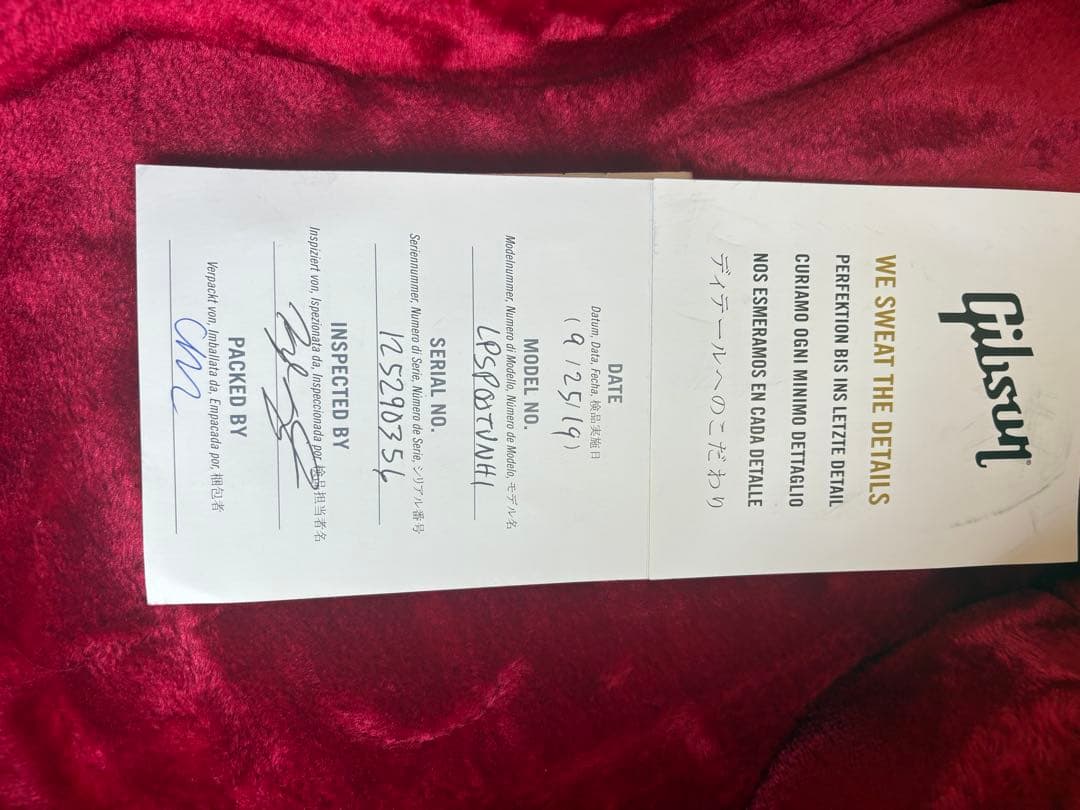 Gibson®
WE SWEAT THE DETAILS
PERFEKTION BIS INS LETZTE DETAIL
CURIAMO OGNI MINIMO DETTAGLIO
NOS ESMERAMOS EN CADA DETALLE
ディテールへのこだわり
DATE
Datum, Data, Fecha, 検品実施日
( 9 / 25 / 19 )
MODEL NO.
Modelnummer, Numero di Modello, Número de Modelo, モデル名
LPSP00TVNH1
SERIAL NO.
Seriennummer, Numero di Serie, Número de Serie, シリアル番号
125290356
INSPECTED BY
Inspiziert von, Ispezionata da, Inspeccionada por, 検品担当者名
PACKED BY
Verpackt von, Imballata da, Empacada por, 梱包者